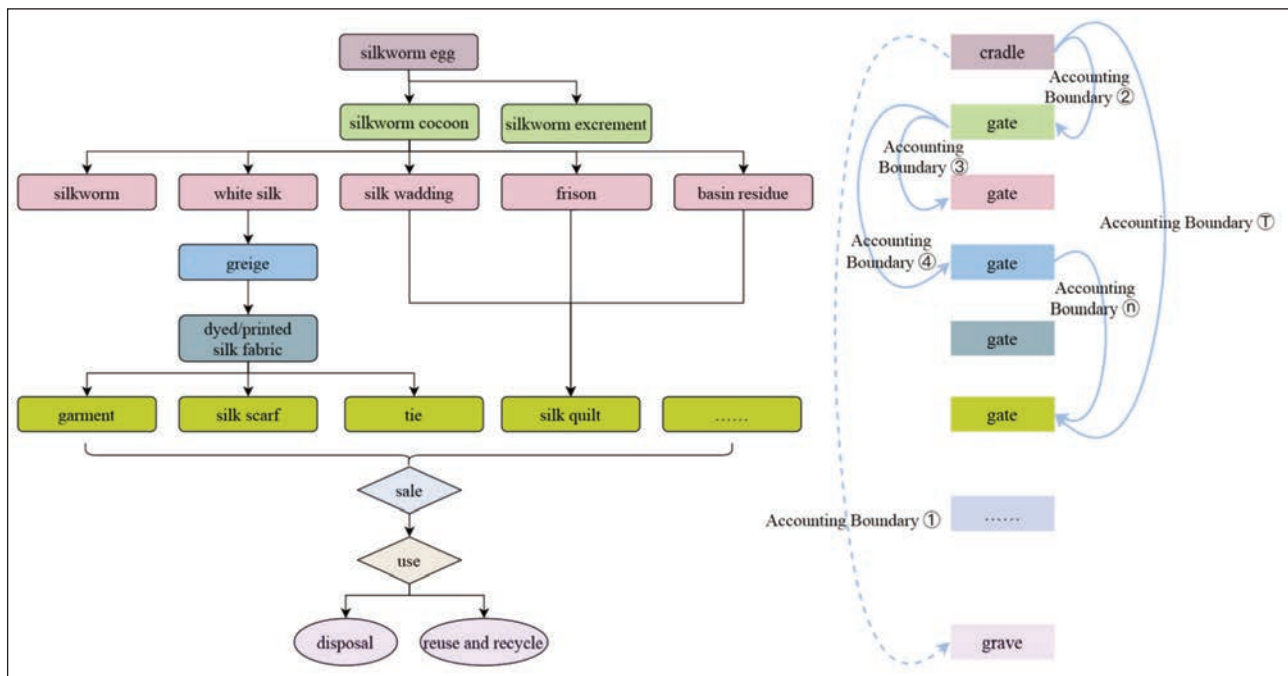 silkworm egg
silkworm cocoon
silkworm excrement
silkworm
white silk
silk wadding
frison
basin residue
greige
dyed/printed
silk fabric
garment
silk scarf
tie
silk quilt
......
sale
use
disposal
reuse and recycle
cradle
Accounting
Boundary ②
gate
Accounting
Boundary ③
gate
Accounting Boundary Ⓣ
Accounting
Boundary ④
gate
Accounting
Boundary ⓝ
gate
gate
Accounting Boundary ①
......
grave